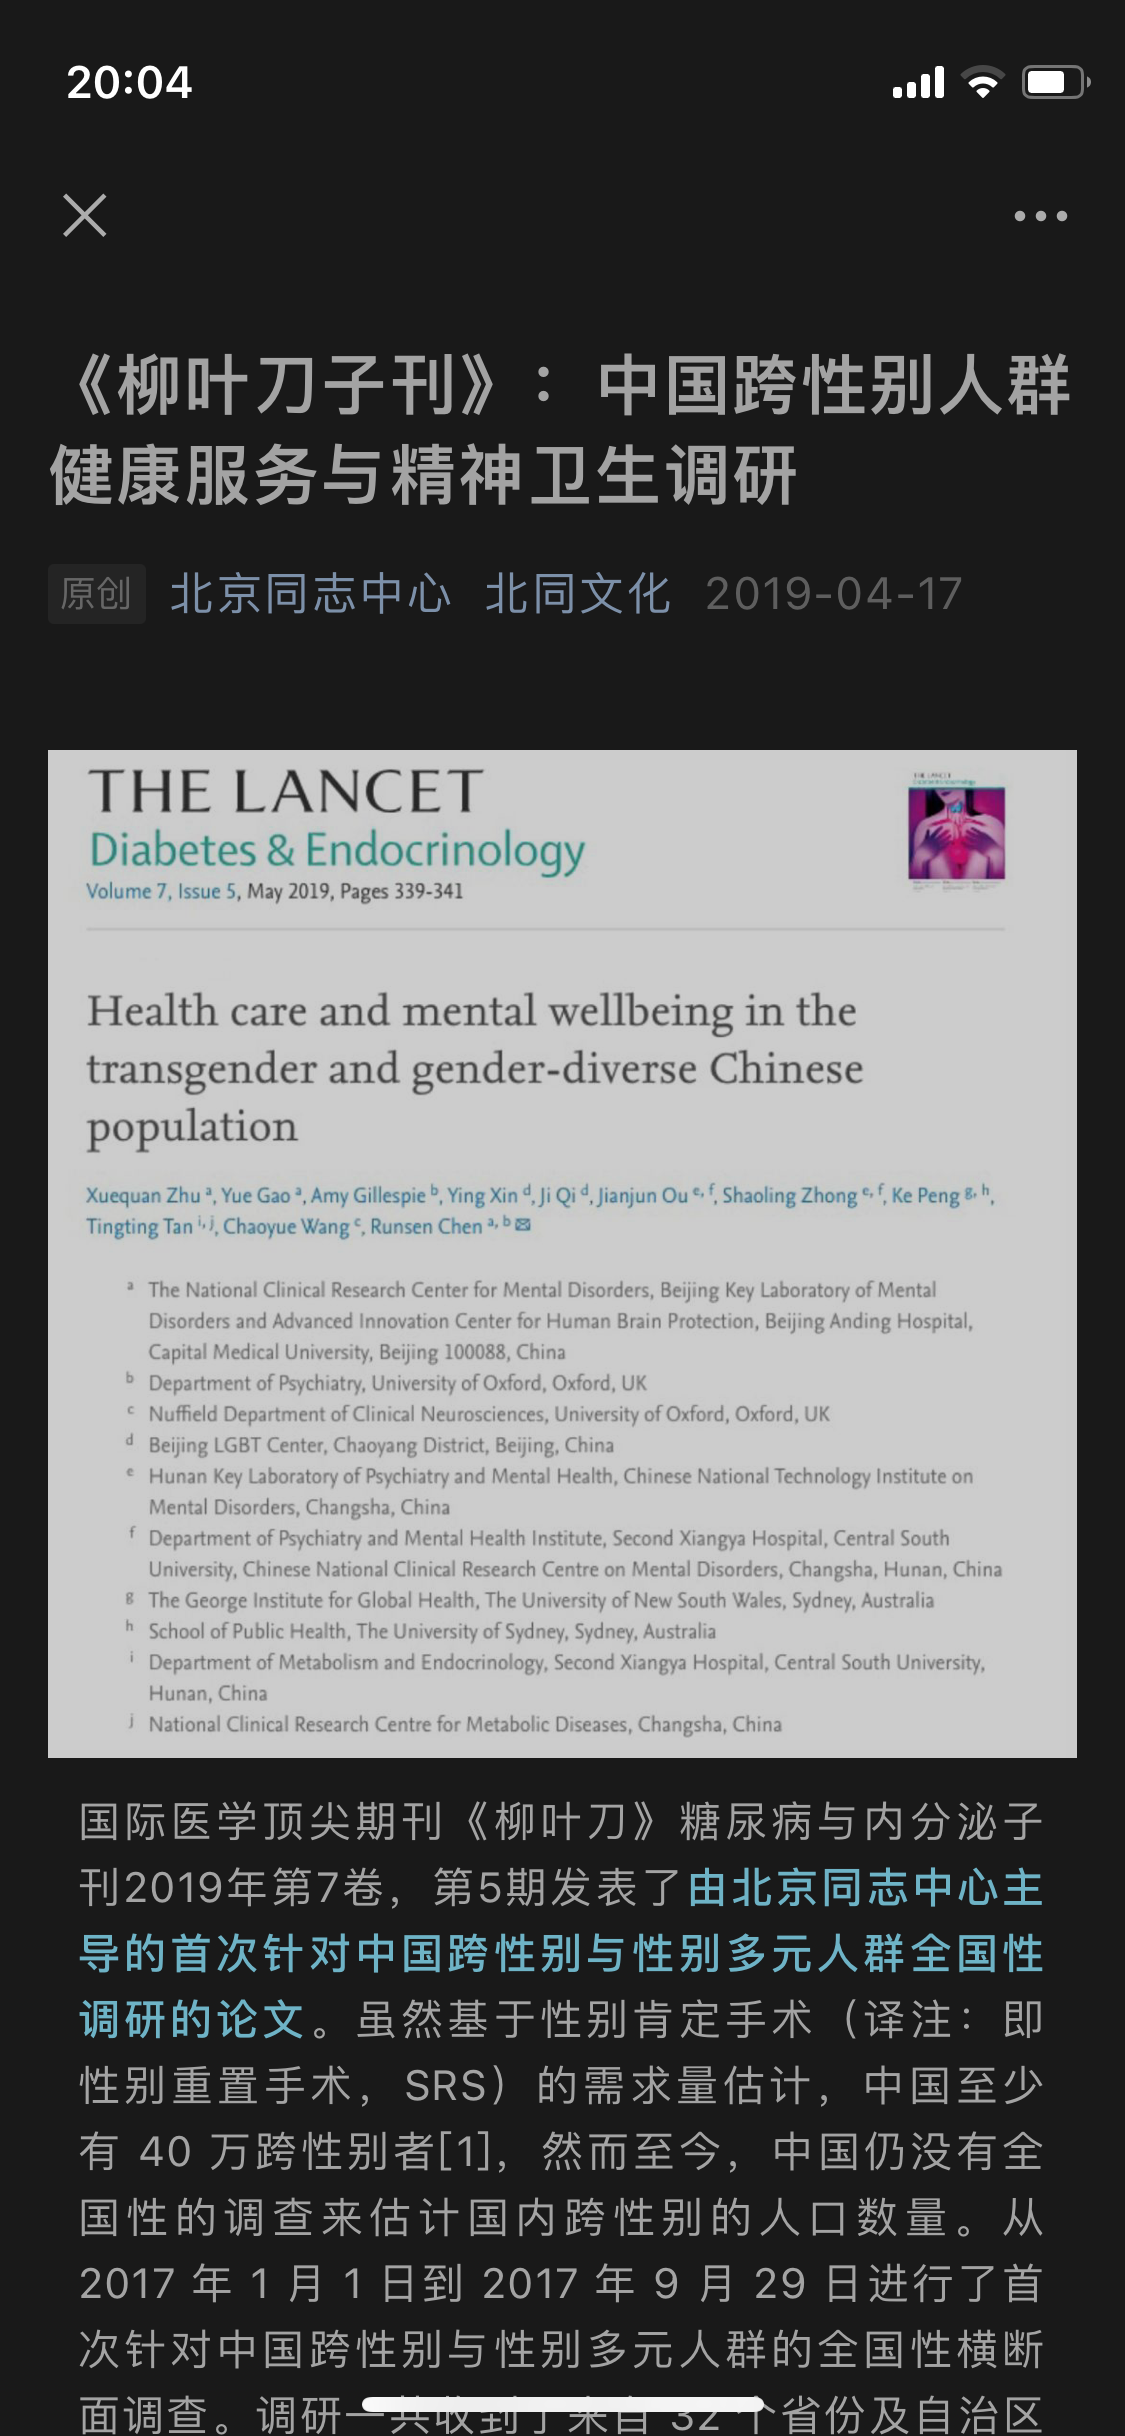 20:04
《柳叶刀子刊》：中国跨性别人群
健康服务与精神卫生调研
原创 北京同志中心 北同文化 2019-04-17
THE LANCET
Diabetes & Endocrinology
Volume 7, Issue 5, May 2019, Pages 339-341
Health care and mental wellbeing in the
transgender and gender-diverse Chinese
population
Xuequan Zhu a, Yue Gao a, Amy Gillespie b, Ying Xin d, Ji Qi d, Jianjun Ou e, f, Shaoling Zhong e, f, Ke Peng g, h,
Tingting Tan i, j, Chaoyue Wang c, Runsen Chen a, b ✉
a The National Clinical Research Center for Mental Disorders, Beijing Key Laboratory of Mental
Disorders and Advanced Innovation Center for Human Brain Protection, Beijing Anding Hospital,
Capital Medical University, Beijing 100088, China
b Department of Psychiatry, University of Oxford, Oxford, UK
c Nuffield Department of Clinical Neurosciences, University of Oxford, Oxford, UK
d Beijing LGBT Center, Chaoyang District, Beijing, China
e Hunan Key Laboratory of Psychiatry and Mental Health, Chinese National Technology Institute on
Mental Disorders, Changsha, China
f Department of Psychiatry and Mental Health Institute, Second Xiangya Hospital, Central South
University, Chinese National Clinical Research Centre on Mental Disorders, Changsha, Hunan, China
g The George Institute for Global Health, The University of New South Wales, Sydney, Australia
h School of Public Health, The University of Sydney, Sydney, Australia
i Department of Metabolism and Endocrinology, Second Xiangya Hospital, Central South University,
Hunan, China
j National Clinical Research Centre for Metabolic Diseases, Changsha, China
国际医学顶尖期刊《柳叶刀》糖尿病与内分泌子
刊2019年第7卷，第5期发表了由北京同志中心主
导的首次针对中国跨性别与性别多元人群全国性
调研的论文。虽然基于性别肯定手术（译注：即
性别重置手术，SRS）的需求量估计，中国至少
有 40 万跨性别者[1]，然而至今，中国仍没有全
国性的调查来估计国内跨性别的人口数量。从
2017 年 1 月 1 日到 2017 年 9 月 29 日进行了首
次针对中国跨性别与性别多元人群的全国性横断
面调查。调研一共收到了来自 32 个省份及自治区